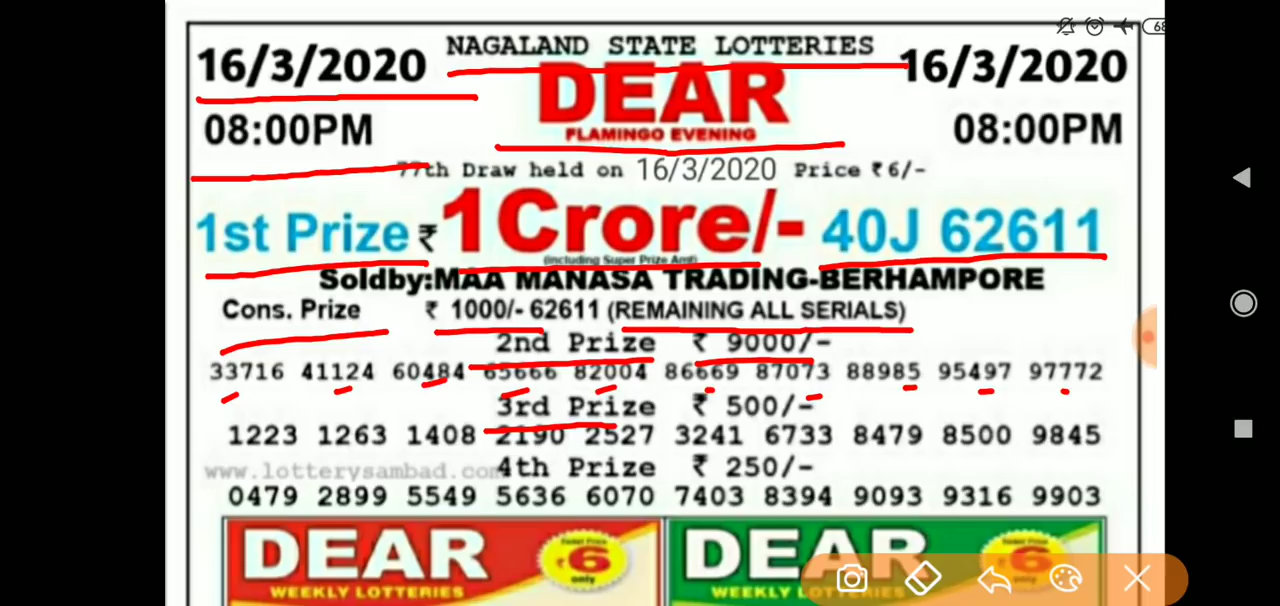 68
NAGALAND STATE LOTTERIES
16/3/2020 DEAR 16/3/2020
FLAMINGO EVENING
08:00PM 08:00PM
77th Draw held on 16/3/2020 Price ₹6/-
1st Prize ₹ 1Crore/- 40J 62611
(Including Super Prize Amt)
Soldby:MAA MANASA TRADING-BERHAMPORE
Cons. Prize ₹ 1000/- 62611 (REMAINING ALL SERIALS)
2nd Prize ₹ 9000/-
33716 41124 60484 65666 82004 86669 87073 88985 95497 97772
3rd Prize ₹ 500/-
1223 1263 1408 2190 2527 3241 6733 8479 8500 9845
www.lotterysambad.com 4th Prize ₹ 250/-
0479 2899 5549 5636 6070 7403 8394 9093 9316 9903
DEAR ₹6 only DEAR 6
WEEKLY LOTTERIES WEEKLY LOTTERIES